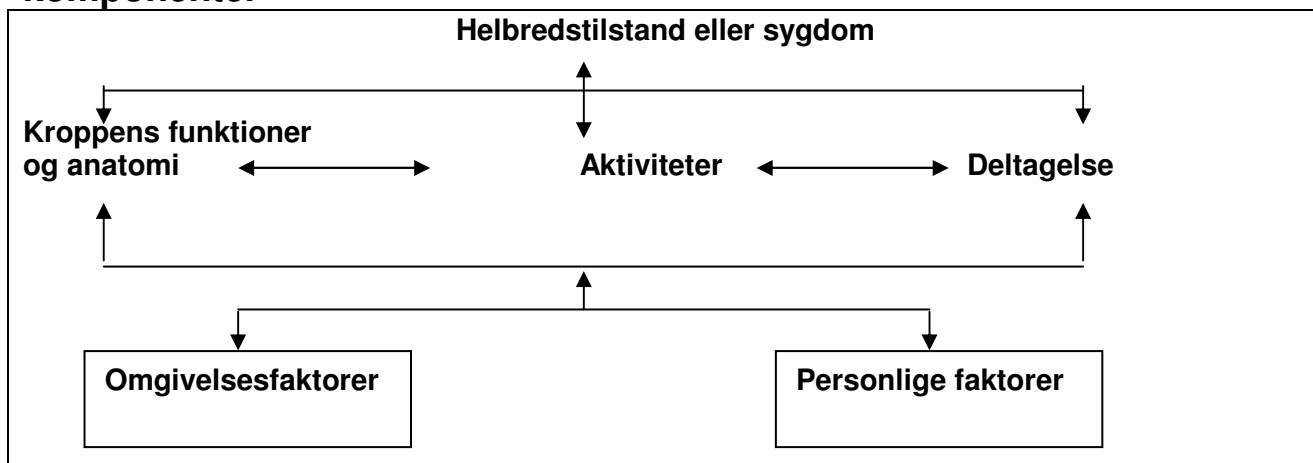 Helbredstilstand eller sygdom
Kroppens funktioner
og anatomi
Aktiviteter
Deltagelse
Omgivelsesfaktorer
Personlige faktorer